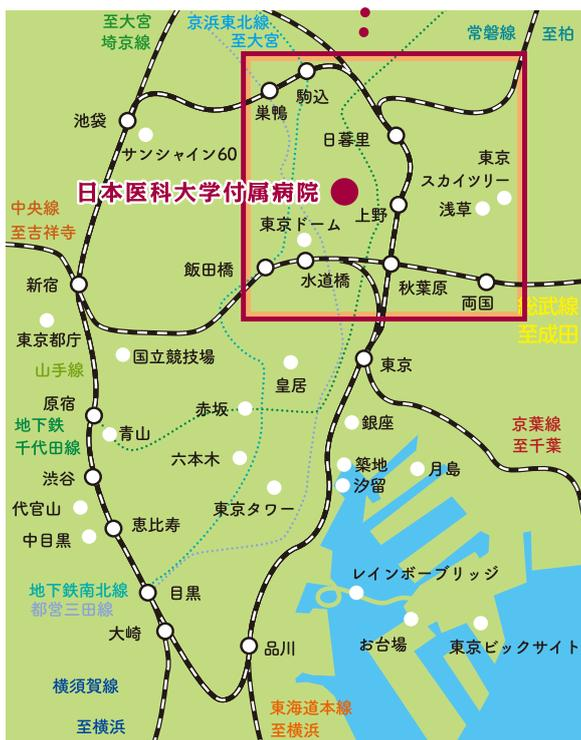 至大宮
埼京線
京浜東北線
至大宮
常磐線
至柏
駒込
巣鴨
池袋
サンシャイン60
日暮里
東京
スカイツリー
日本医科大学付属病院
中央線
至吉祥寺
東京ドーム
上野
浅草
飯田橋
水道橋
新宿
秋葉原
両国
総武線
至成田
東京都庁
国立競技場
山手線
皇居
東京
原宿
地下鉄
千代田線
青山
赤坂
銀座
京葉線
至千葉
六本木
築地
月島
汐留
渋谷
代官山
東京タワー
中目黒
恵比寿
レインボーブリッジ
地下鉄南北線
都営三田線
目黒
大崎
品川
お台場
東京ビックサイト
横須賀線
至横浜
東海道本線
至横浜